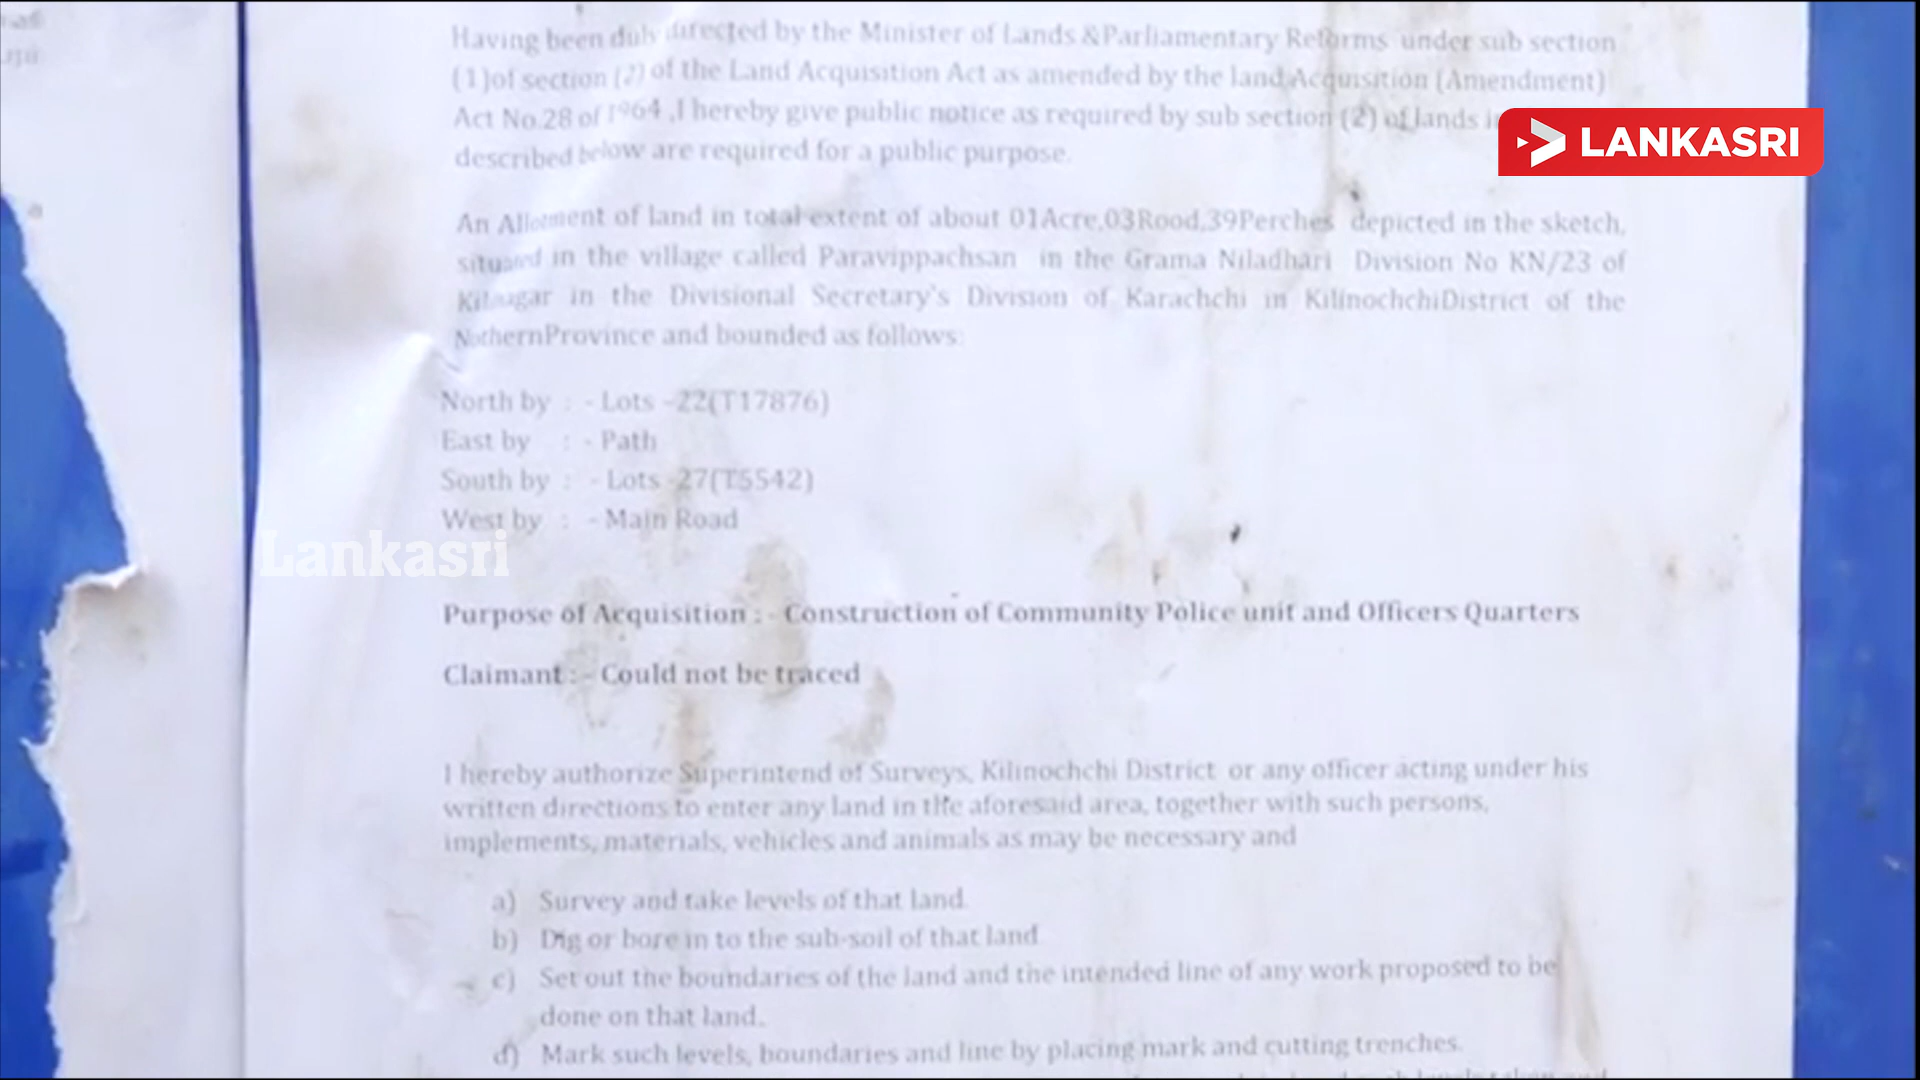 Having been duly directed by the Minister of Lands &Parliamentary Reforms under sub section
(1)of section (2) of the Land Acquisition Act as amended by the land Acquisition (Amendment)
Act No.28 of 1964 ,I hereby give public notice as required by sub section (2) of lands
described below are required for a public purpose.
An Allotment of land in total extent of about 01Acre,03Rood,39Perches depicted in the sketch,
situated in the village called Paravippachsan in the Grama Niladhari Division No KN/23 of
in the Divisional Secretary's Division of Karachchi in KilinochchiDistrict of the
NothernProvince and bounded as follows:
North by : - Lots -22(T17876)
East by : - Path
South by : - Lots -27(T5542)
West by : - Main Road
Purpose of Acquisition : - Construction of Community Police unit and Officers Quarters
Claimant : - Could not be traced
I hereby authorize Superintend of Surveys, Kilinochchi District or any officer acting under his
written directions to enter any land in the aforesaid area, together with such persons,
implements, materials, vehicles and animals as may be necessary and
a) Survey and take levels of that land.
b) Dig or bore in to the sub-soil of that land
c) Set out the boundaries of the land and the intended line of any work proposed to be
done on that land.
d) Mark such levels, boundaries and line by placing mark and cutting trenches.
LANKASRI
Lankasri